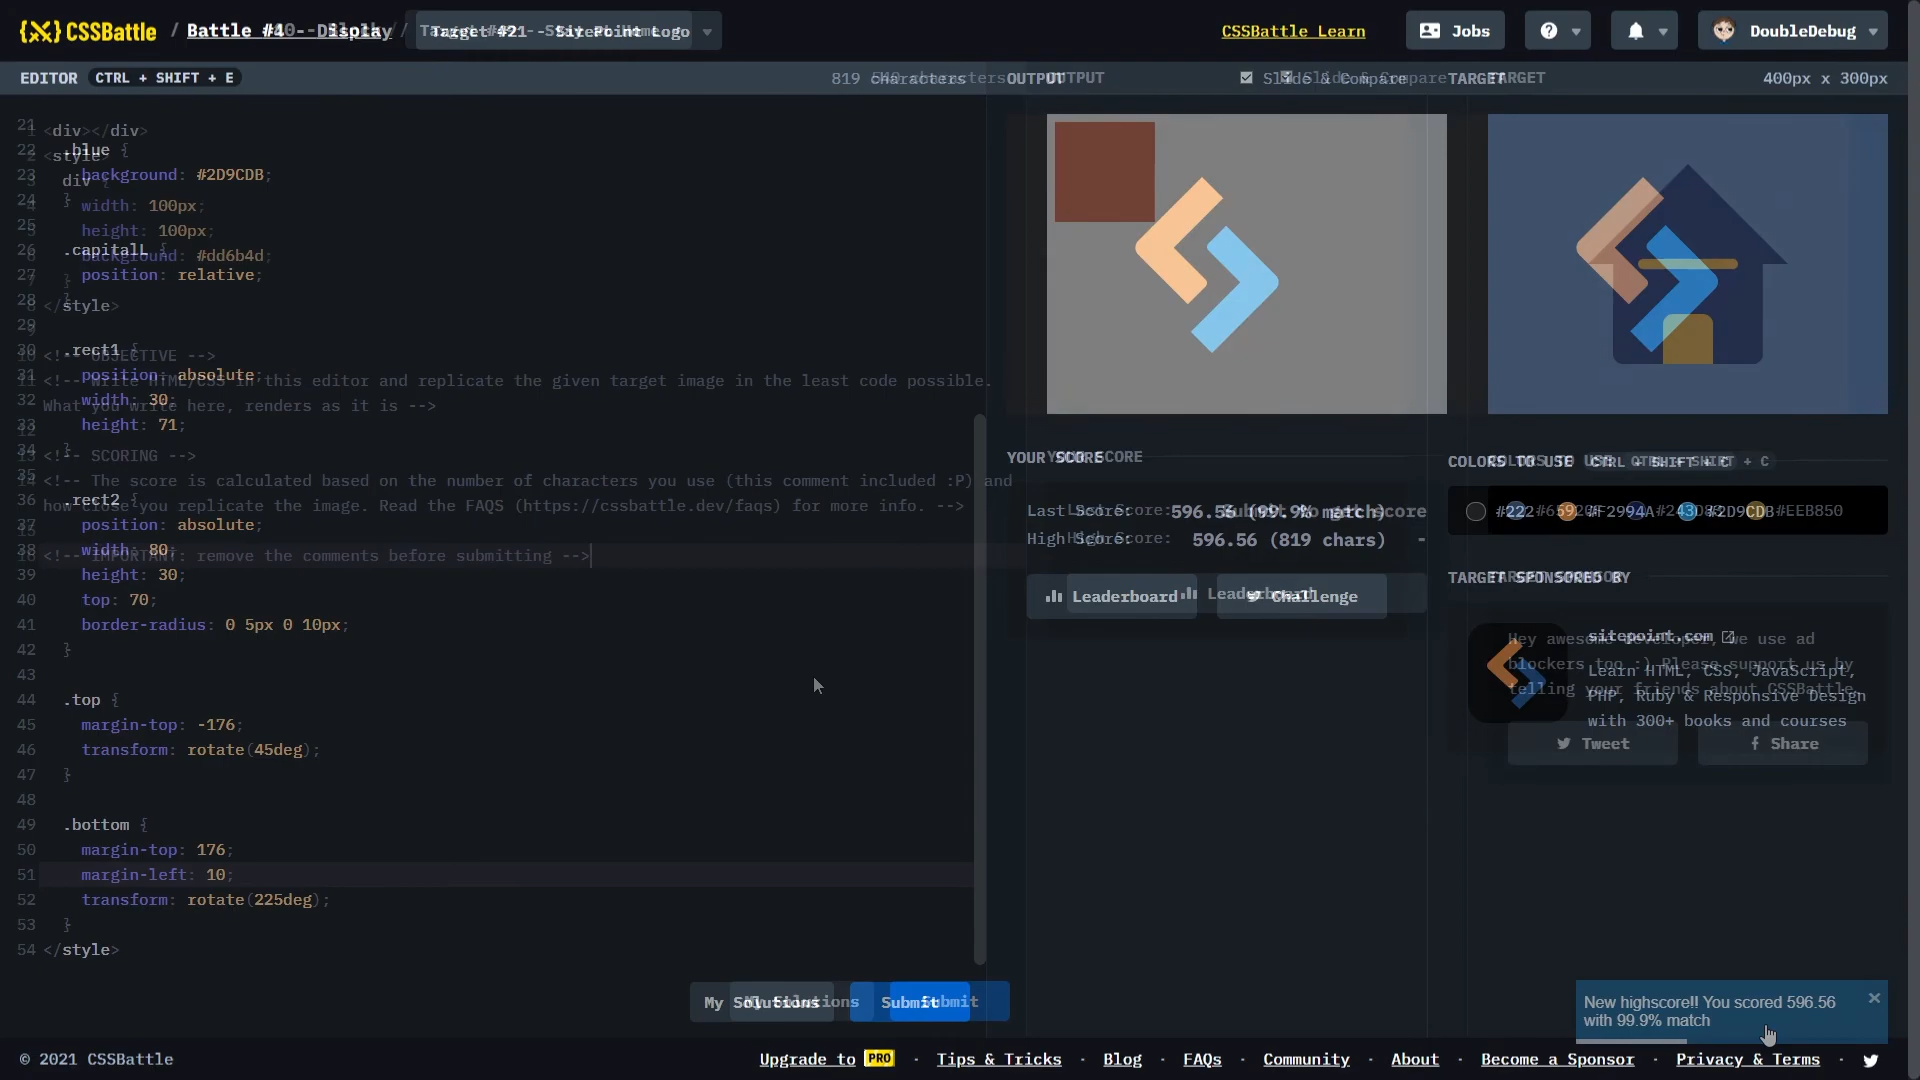 CSSBattle / Battle #4 - Display / Target #21 - SitePoint Logo
CSSBattle Learn
Jobs
DoubleDebug
EDITOR CTRL + SHIFT + E
819 characters
OUTPUT
Slide & Compare
TARGET
400px x 300px
21
22 .blue {
23 background: #2D9CDB;
24 }
25
26 .capitalL {
27 position: relative;
28 }
29
30 .rect1 {
31 position: absolute;
32 width: 30;
33 height: 71;
34 }
35
36 .rect2 {
37 position: absolute;
38 width: 80;
39 height: 30;
40 top: 70;
41 border-radius: 0 5px 0 10px;
42 }
43
44 .top {
45 margin-top: -176;
46 transform: rotate(45deg);
47 }
48
49 .bottom {
50 margin-top: 176;
51 margin-left: 10;
52 transform: rotate(225deg);
53 }
54 </style>
<div></div>
<style>
div {
width: 100px;
height: 100px;
background: #dd6b4d;
}
</style>
<!-- OBJECTIVE -->
<!-- Write HTML/CSS in this editor and replicate the given target image in the least code possible.
What you write here, renders as it is -->
<!-- SCORING -->
<!-- The score is calculated based on the number of characters you use (this comment included :P) and
how close you replicate the image. Read the FAQS (https://cssbattle.dev/faqs) for more info. -->
<!-- IMPORTANT: remove the comments before submitting -->
My Solutions
Submit
YOUR SCORE
Last Score: 596.56 (99.9% match)
High Score: 596.56 (819 chars)
Leaderboard
Challenge
COLORS TO USE CTRL + SHIFT + C
#222 #F2994A #2D9CDB #EEB850
TARGET SPONSORED BY
sitepoint.com
Learn HTML, CSS, JavaScript,
PHP, Ruby & Responsive Design
with 300+ books and courses
Hey awesome developer, we use ad
blockers too :) Please support us by
telling your friends about CSSBattle.
Tweet
Share
New highscore!! You scored 596.56
with 99.9% match
© 2021 CSSBattle
Upgrade to PRO · Tips & Tricks · Blog · FAQs · Community · About · Become a Sponsor · Privacy & Terms ·